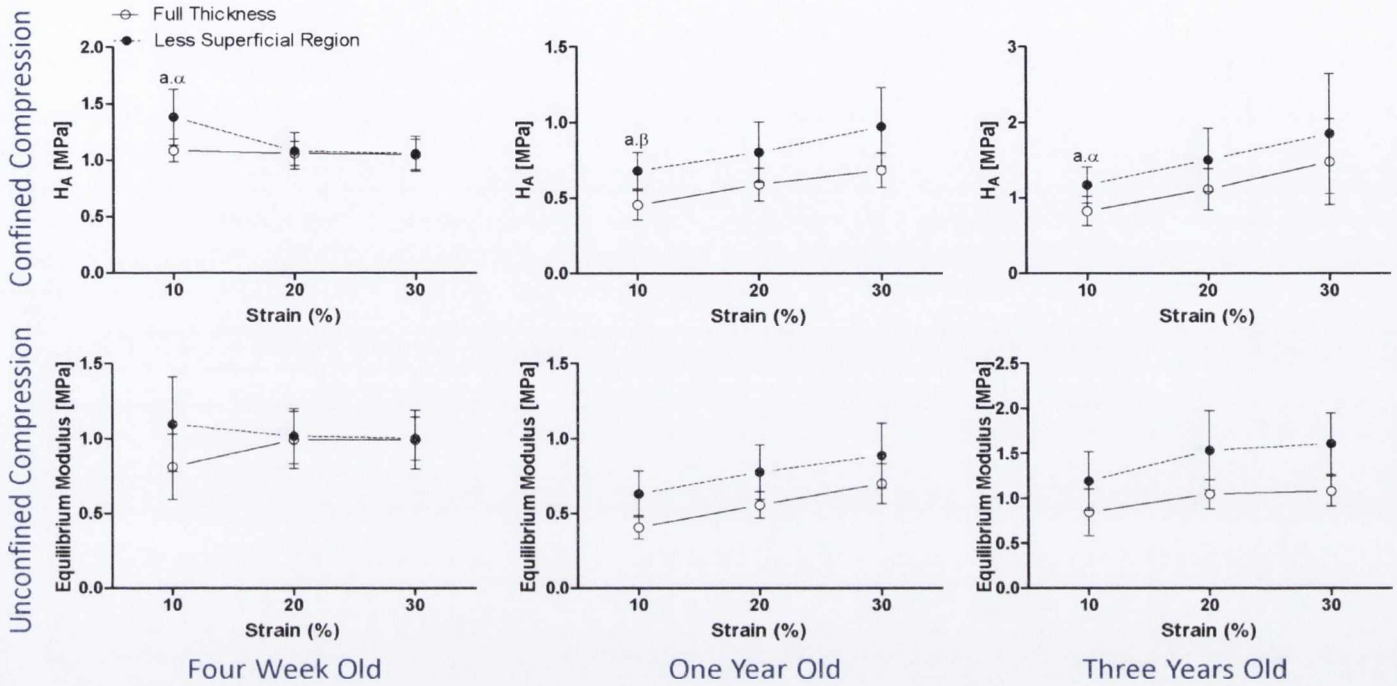 Full Thickness
Less Superficial Region
Confined Compression
2.0
1.5
1.0
0.5
0.0
H_A [MPa]
a.α
10 20 30
Strain (%)
1.5
1.0
0.5
0.0
H_A [MPa]
a.β
10 20 30
Strain (%)
3
2
1
0
H_A [MPa]
a.α
10 20 30
Strain (%)
Unconfined Compression
1.5
1.0
0.5
0.0
Equilibrium Modulus [MPa]
10 20 30
Strain (%)
1.5
1.0
0.5
0.0
Equilibrium Modulus [MPa]
10 20 30
Strain (%)
2.5
2.0
1.5
1.0
0.5
0.0
Equilibrium Modulus [MPa]
10 20 30
Strain (%)
Four Week Old
One Year Old
Three Years Old